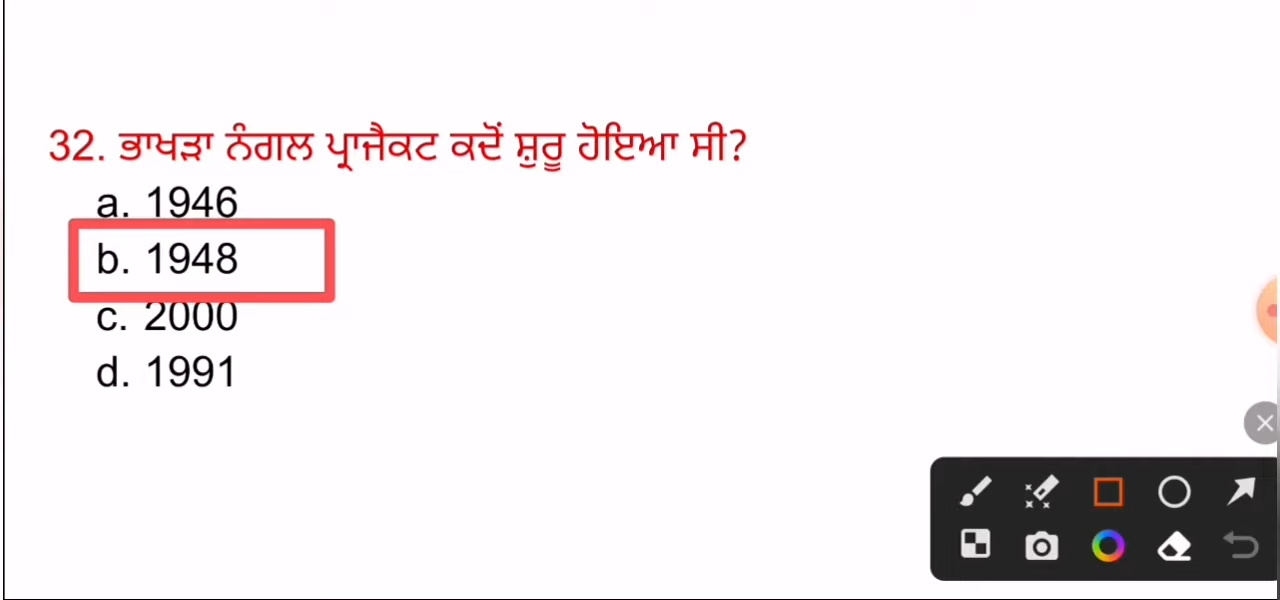 32. ਭਾਖੜਾ ਨੰਗਲ ਪ੍ਰਾਜੈਕਟ ਕਦੋਂ ਸ਼ੁਰੂ ਹੋਇਆ ਸੀ?
a. 1946
b. 1948
c. 2000
d. 1991